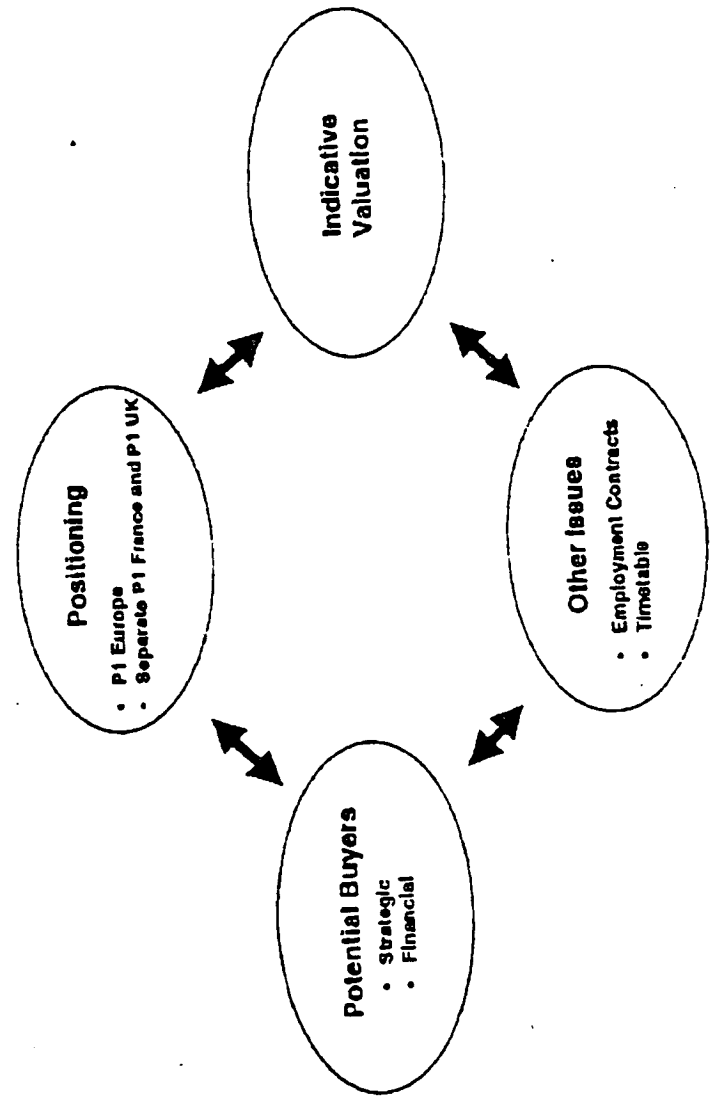 Positioning
• P1 Europe
• Separate P1 France and P1 UK
Potential Buyers
• Strategic
• Financial
Indicative
Valuation
Other Issues
• Employment Contracts
• Timetable